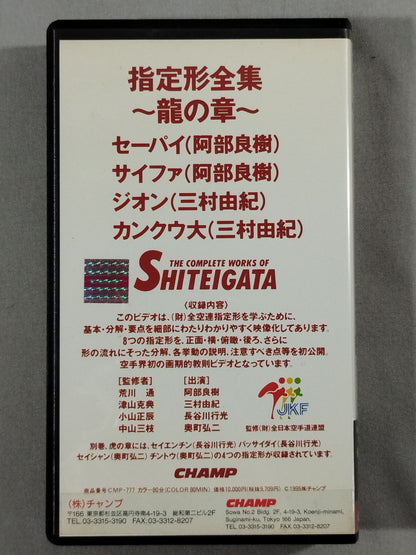 指定形全集
～龍の章～
セーパイ(阿部良樹)
サイファ(阿部良樹)
ジオン(三村由紀)
カンクウ大(三村由紀)
THE COMPLETE WORKS OF
SHITEIGATA
〈収録内容〉
このビデオは、(財)全空連指定形を学ぶために、
基本・分解・要点を細部にわたりわかりやすく映像化してあります。
8つの指定形を、正面・横・俯瞰・後ろ、さらに
形の流れにそった分解、各挙動の説明、注意すべき点等を初公開。
空手界初の画期的教則ビデオとなっています。
[監修者] [出演]
荒川 通 阿部良樹
津山克典 三村由紀
小山正辰 長谷川行光
中山三枝 奥町弘二
JKF
監修(財)全日本空手道連盟
別巻、虎の章には、セイエンチン(長谷川行光)バッサイダイ(長谷川行光)
セイシャン(奥町弘二)チントウ(奥町弘二)の4つの指定形が収録されています。
CHAMP
商品番号CMP-777 カラー80分(COLOR 80MIN) 価格10,000円(税抜9,709円) ©1995㈱チャンプ
(株)チャンプ
〒166 東京都杉並区高円寺南4-19-3 総和第二ビル2F
TEL. 03-3315-3190 FAX. 03-3312-8207
CHAMP
Sowa No.2 Bldg. 2F, 4-19-3, Koenji-minami,
Suginami-ku, Tokyo 166 Japan.
TEL. 03-3315-3190 FAX. 03-3312-8207